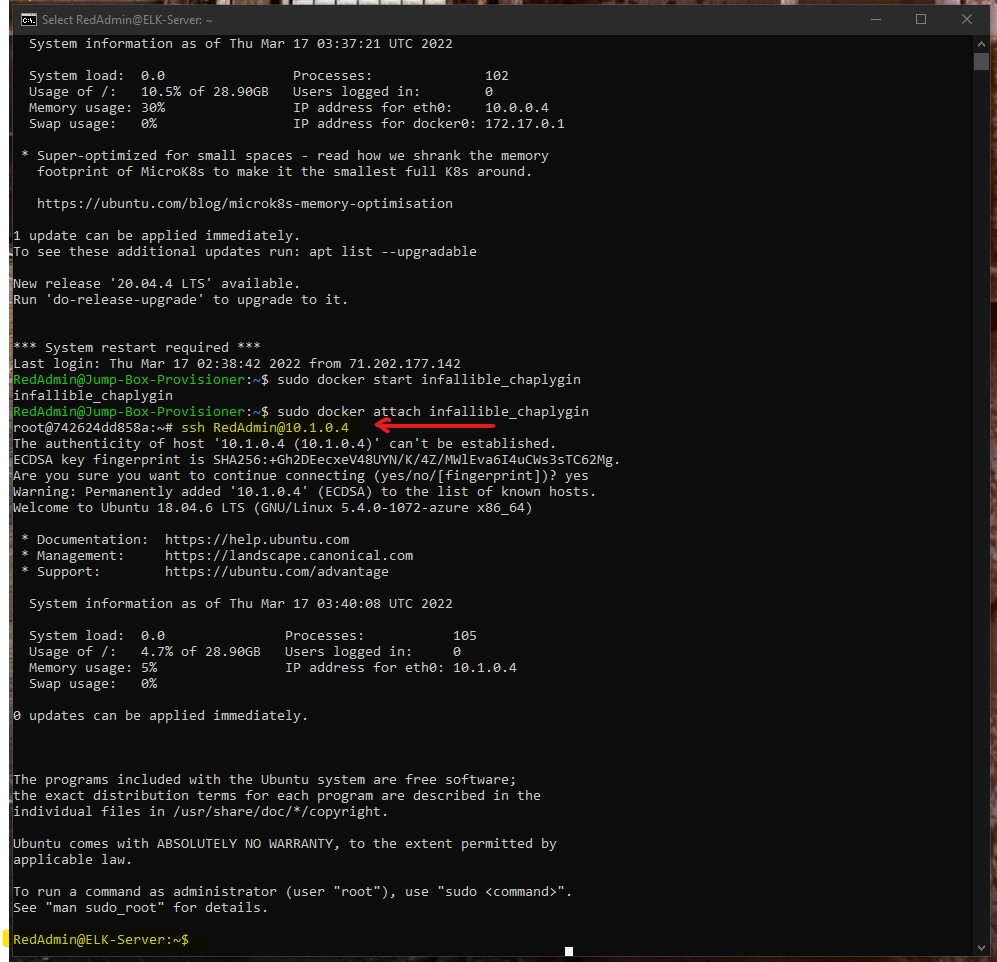 Select RedAdmin@ELK-Server: ~
System information as of Thu Mar 17 03:37:21 UTC 2022
System load:  0.0                Processes:              102
Usage of /:   10.5% of 28.90GB   Users logged in:        0
Memory usage: 30%                IP address for eth0:    10.0.0.4
Swap usage:   0%                 IP address for docker0: 172.17.0.1
* Super-optimized for small spaces - read how we shrank the memory
footprint of MicroK8s to make it the smallest full K8s around.
https://ubuntu.com/blog/microk8s-memory-optimisation
1 update can be applied immediately.
To see these additional updates run: apt list --upgradable
New release '20.04.4 LTS' available.
Run 'do-release-upgrade' to upgrade to it.
*** System restart required ***
Last login: Thu Mar 17 02:38:42 2022 from 71.202.177.142
RedAdmin@Jump-Box-Provisioner:~$ sudo docker start infallible_chaplygin
infallible_chaplygin
RedAdmin@Jump-Box-Provisioner:~$ sudo docker attach infallible_chaplygin
root@742624dd858a:~# ssh RedAdmin@10.1.0.4
The authenticity of host '10.1.0.4 (10.1.0.4)' can't be established.
ECDSA key fingerprint is SHA256:+Gh2DEecxeV48UYN/K/4Z/MWlEva6I4uCWs3sTC62Mg.
Are you sure you want to continue connecting (yes/no/[fingerprint])? yes
Warning: Permanently added '10.1.0.4' (ECDSA) to the list of known hosts.
Welcome to Ubuntu 18.04.6 LTS (GNU/Linux 5.4.0-1072-azure x86_64)
* Documentation:  https://help.ubuntu.com
* Management:     https://landscape.canonical.com
* Support:        https://ubuntu.com/advantage
System information as of Thu Mar 17 03:40:08 UTC 2022
System load:  0.0               Processes:           105
Usage of /:   4.7% of 28.90GB   Users logged in:     0
Memory usage: 5%                IP address for eth0: 10.1.0.4
Swap usage:   0%
0 updates can be applied immediately.
The programs included with the Ubuntu system are free software;
the exact distribution terms for each program are described in the
individual files in /usr/share/doc/*/copyright.
Ubuntu comes with ABSOLUTELY NO WARRANTY, to the extent permitted by
applicable law.
To run a command as administrator (user "root"), use "sudo <command>".
See "man sudo_root" for details.
RedAdmin@ELK-Server:~$